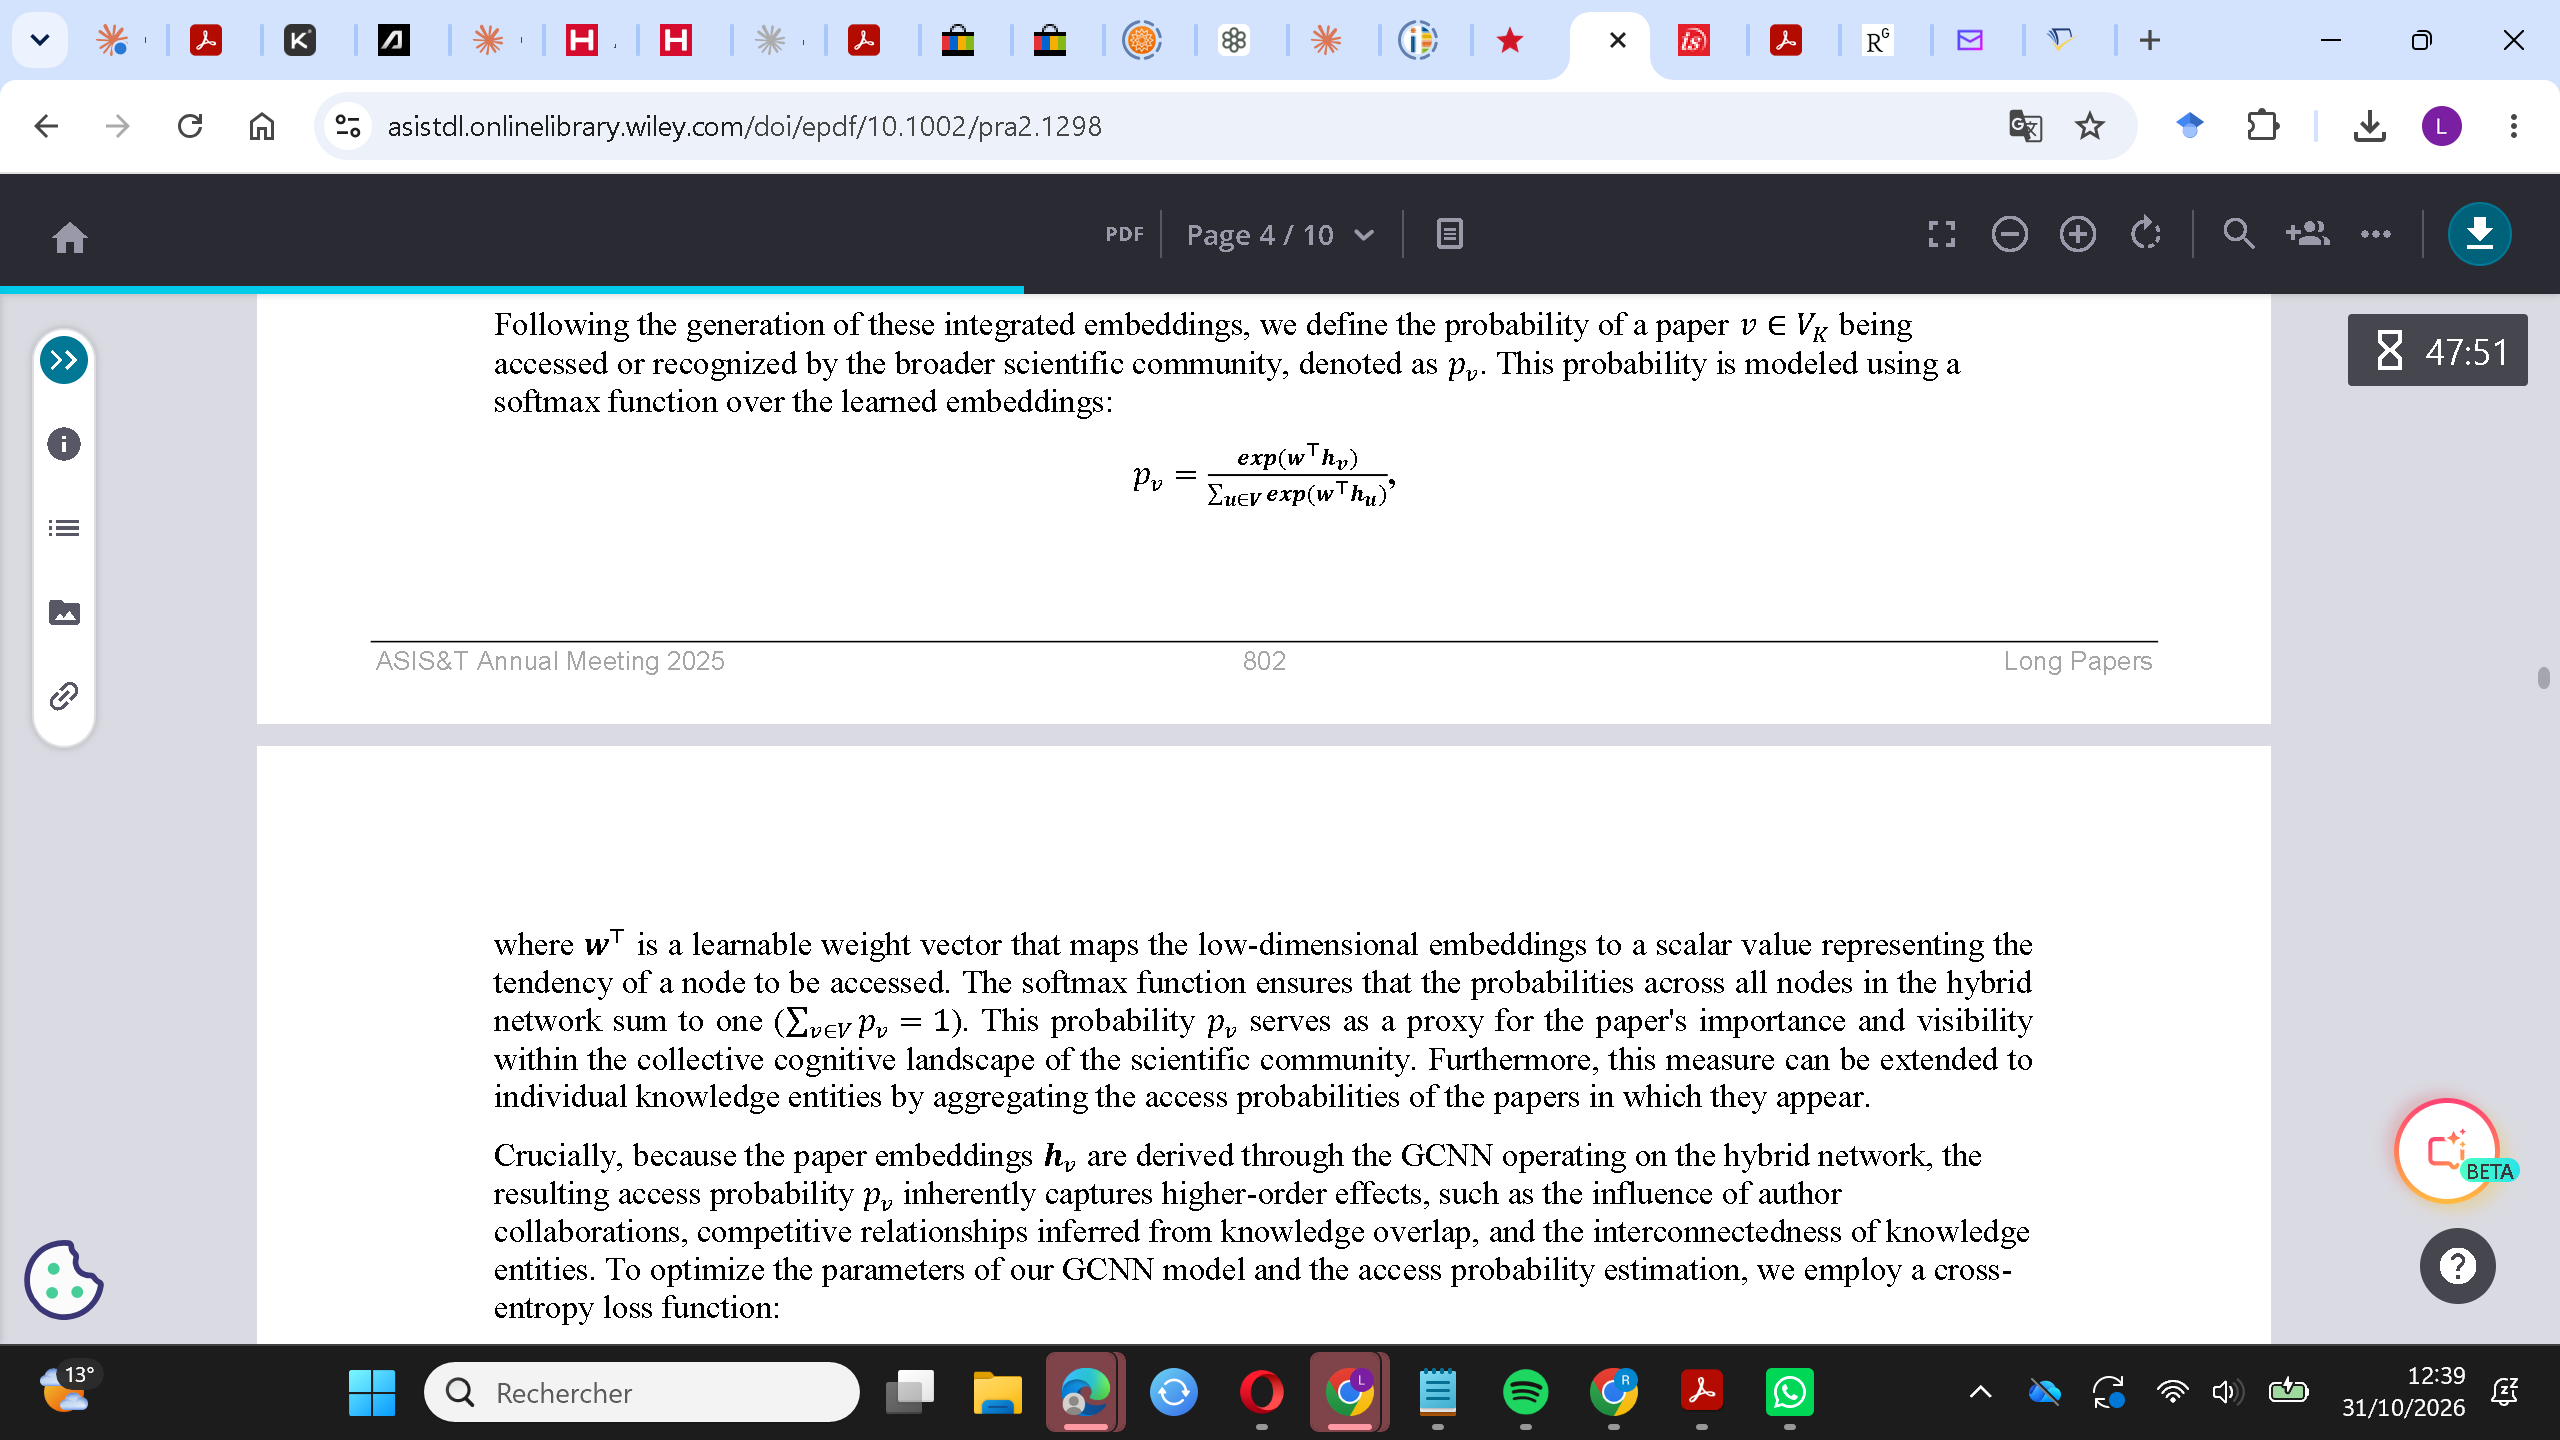 asistdl.onlinelibrary.wiley.com/doi/epdf/10.1002/pra2.1298
L
PDF
Page 4 / 10
47:51
Following the generation of these integrated embeddings, we define the probability of a paper v ∈ V_K being
accessed or recognized by the broader scientific community, denoted as p_v. This probability is modeled using a
softmax function over the learned embeddings:
p_v = exp(w^⊤h_v) / ∑_{u∈V} exp(w^⊤h_u),
ASIS&T Annual Meeting 2025 802 Long Papers
where w^⊤ is a learnable weight vector that maps the low-dimensional embeddings to a scalar value representing the
tendency of a node to be accessed. The softmax function ensures that the probabilities across all nodes in the hybrid
network sum to one (∑_{v∈V} p_v = 1). This probability p_v serves as a proxy for the paper's importance and visibility
within the collective cognitive landscape of the scientific community. Furthermore, this measure can be extended to
individual knowledge entities by aggregating the access probabilities of the papers in which they appear.
Crucially, because the paper embeddings h_v are derived through the GCNN operating on the hybrid network, the
resulting access probability p_v inherently captures higher-order effects, such as the influence of author
collaborations, competitive relationships inferred from knowledge overlap, and the interconnectedness of knowledge
entities. To optimize the parameters of our GCNN model and the access probability estimation, we employ a cross-
entropy loss function:
BETA
13°
Rechercher
12:39
31/10/2026